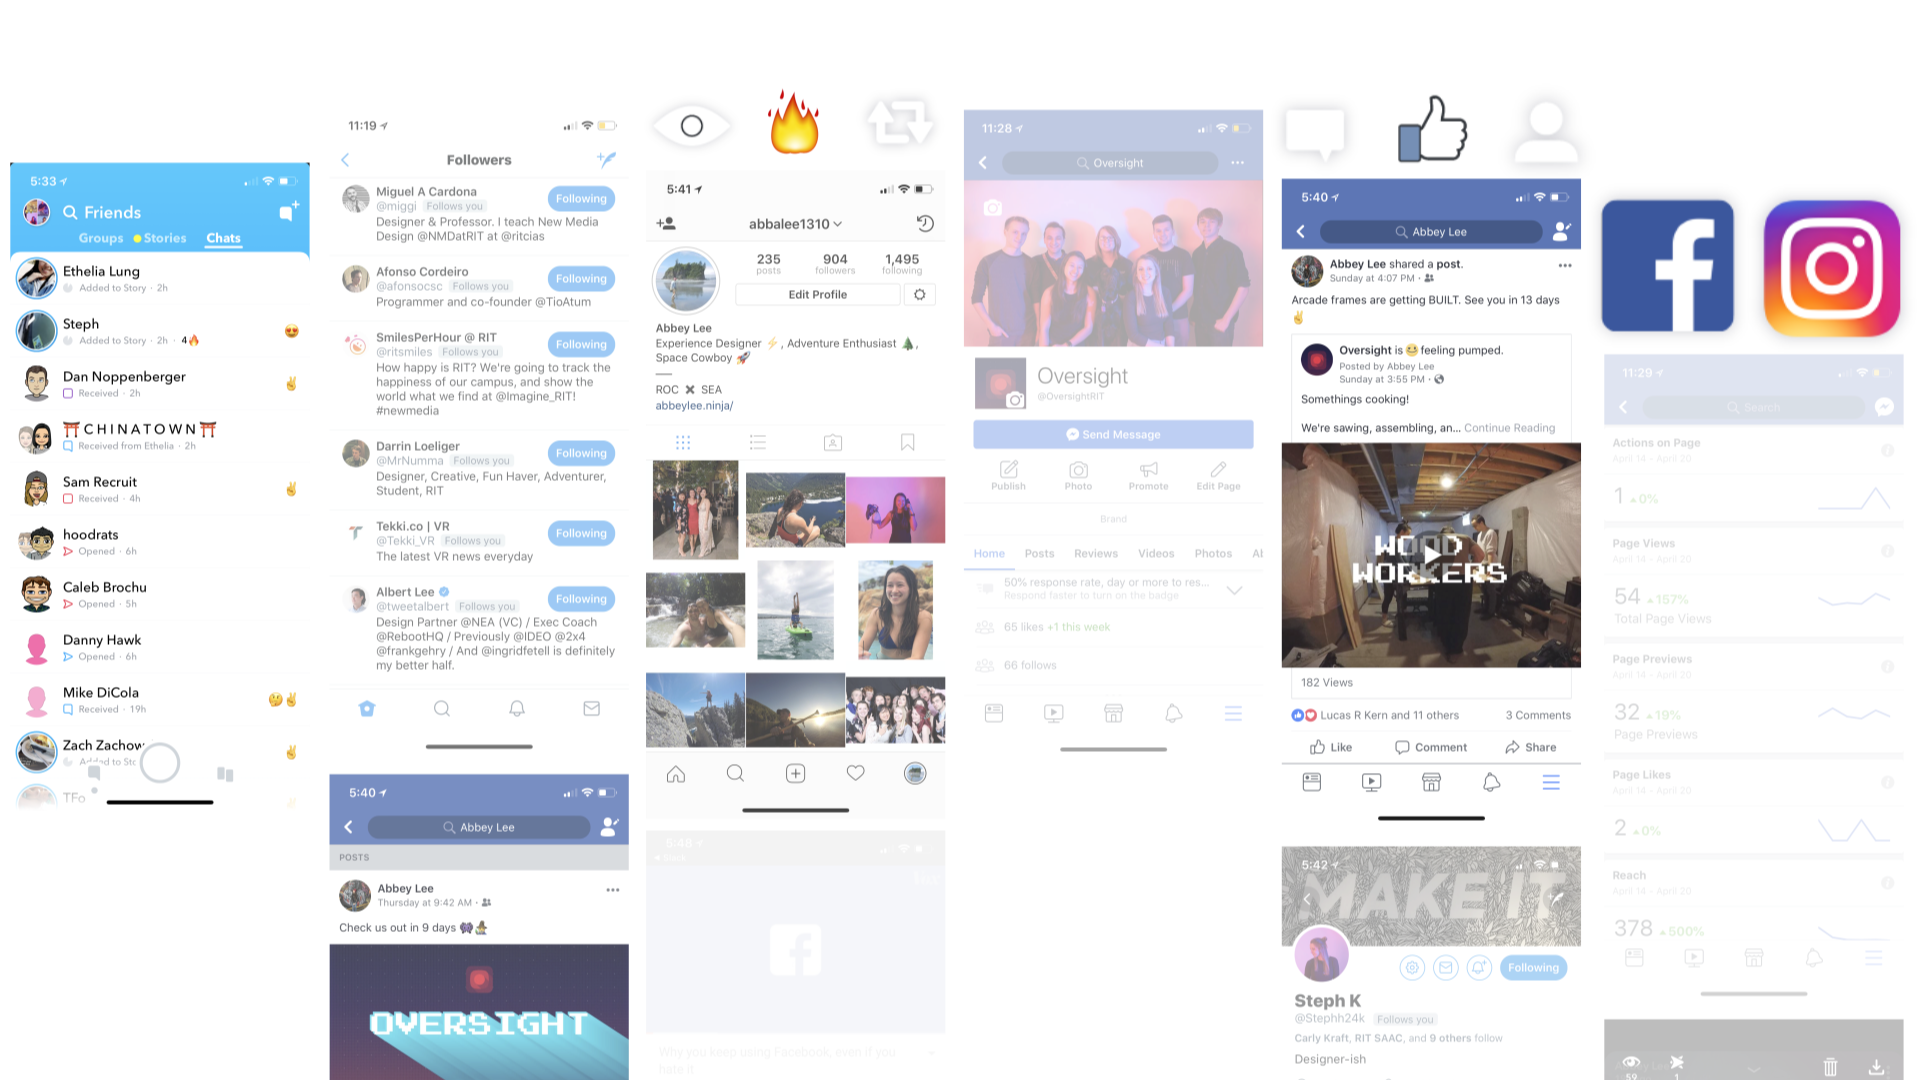 5:33
Friends
Groups
Stories
Chats
Ethelia Lung
Added to Story · 2h
Steph
Added to Story · 2h · 4🔥
Dan Noppenberger
Received · 2h
⛩️CHINATOWN⛩️
Received from Ethelia · 2h
Sam Recruit
Received · 4h
hoodrats
Opened · 6h
Caleb Brochu
Opened · 5h
Danny Hawk
Opened · 6h
Mike DiCola
Received · 19h
Zach Zachow
Added to Sto
TFo
11:19
Followers
Miguel A Cardona
Following
@miggi Follows you
Designer & Professor. I teach New Media
Design @NMDatRIT at @ritcias
Afonso Cordeiro
Following
@afonsocsc Follows you
Programmer and co-founder @TioAtum
SmilesPerHour @ RIT
Following
@ritsmiles Follows you
How happy is RIT? We're going to track the
happiness of our campus, and show the
world what we find at @Imagine_RIT!
#newmedia
Darrin Loeliger
Following
@MrNumma Follows you
Designer, Creative, Fun Haver, Adventurer,
Student, RIT
Tekki.co | VR
Following
@Tekki_VR Follows you
The latest VR news everyday
Albert Lee
Following
@tweetalbert Follows you
Design Partner @NEA (VC) / Exec Coach
@RebootHQ / Previously @IDEO @2x4
@frankgehry / And @ingridfetell is definitely
my better half.
5:40
Abbey Lee
POSTS
Abbey Lee
Thursday at 9:42 AM ·
Check us out in 9 days
OVERSIGHT
5:41
abbalee1310
235
904
1,495
posts
followers
following
Edit Profile
Abbey Lee
Experience Designer ⚡, Adventure Enthusiast 🌲,
Space Cowboy 🚀
—
ROC ✖ SEA
abbeylee.ninja/
5:48
Why you keep using Facebook, even if you
hate it
11:28
Oversight
Oversight
@OversightRIT
Send Message
Publish
Photo
Promote
Edit Page
Brand
Home
Posts
Reviews
Videos
Photos
50% response rate, day or more to res...
Respond faster to turn on the badge
65 likes +1 this week
66 follows
5:40
Abbey Lee
Abbey Lee shared a post.
Sunday at 4:07 PM ·
Arcade frames are getting BUILT. See you in 13 days
✌️
Oversight is 😄 feeling pumped.
Posted by Abbey Lee
Sunday at 3:55 PM ·
Somethings cooking!
We're sawing, assembling, an... Continue Reading
WOOD
WORKERS
182 Views
Lucas R Kern and 11 others
3 Comments
Like
Comment
Share
5:42
MAKE IT
Following
Steph K
@Stephh24k Follows you
Carly Kraft, RIT SAAC, and 9 others follow
Designer-ish
11:29
Search
Actions on Page
April 14 - April 20
1 ▲0%
Page Views
April 14 - April 20
54 ▲157%
Total Page Views
Page Previews
April 14 - April 20
32 ▲19%
Page Previews
Page Likes
April 14 - April 20
2 ▲0%
Reach
April 14 - April 20
378 ▲500%
59
1